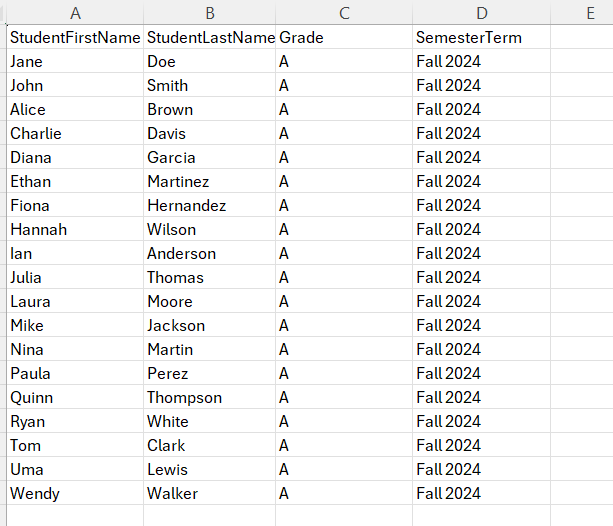 A B C D E
StudentFirstName StudentLastName Grade SemesterTerm
Jane Doe A Fall 2024
John Smith A Fall 2024
Alice Brown A Fall 2024
Charlie Davis A Fall 2024
Diana Garcia A Fall 2024
Ethan Martinez A Fall 2024
Fiona Hernandez A Fall 2024
Hannah Wilson A Fall 2024
Ian Anderson A Fall 2024
Julia Thomas A Fall 2024
Laura Moore A Fall 2024
Mike Jackson A Fall 2024
Nina Martin A Fall 2024
Paula Perez A Fall 2024
Quinn Thompson A Fall 2024
Ryan White A Fall 2024
Tom Clark A Fall 2024
Uma Lewis A Fall 2024
Wendy Walker A Fall 2024